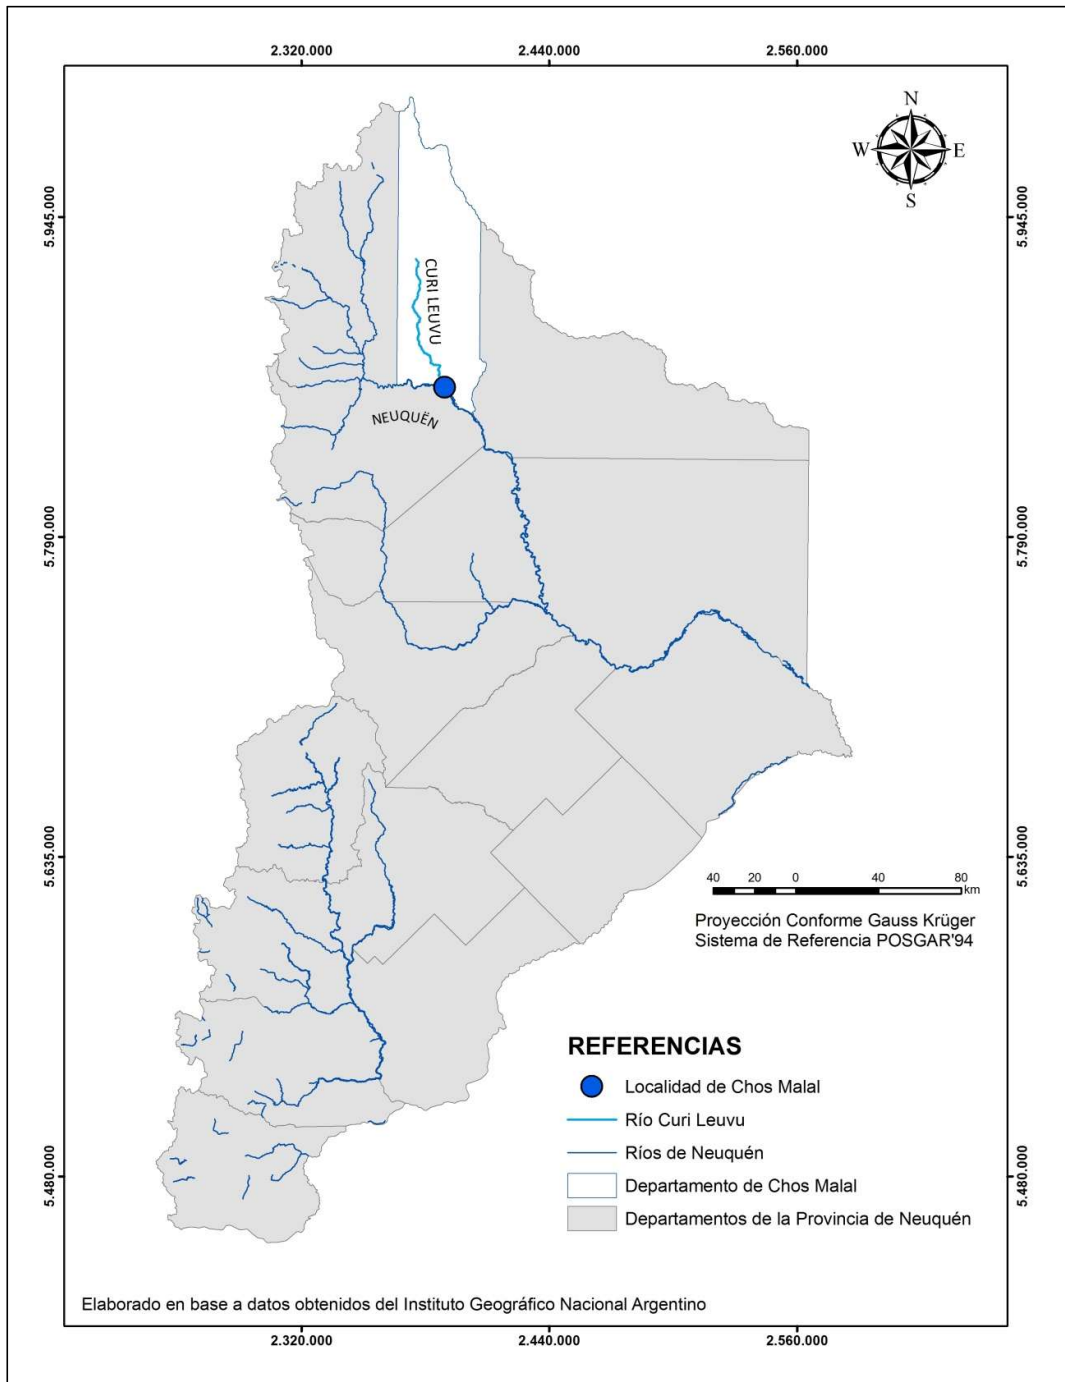 2.320.000 2.440.000 2.560.000
N
W E
S
5.945.000 5.945.000
CURI LEUVU
NEUQUËN
5.790.000 5.790.000
5.635.000 5.635.000
40 20 0 40 80
km
Proyección Conforme Gauss Krüger
Sistema de Referencia POSGAR'94
REFERENCIAS
Localidad de Chos Malal
Río Curi Leuvu
Ríos de Neuquén
Departamento de Chos Malal
Departamentos de la Provincia de Neuquén
5.480.000 5.480.000
Elaborado en base a datos obtenidos del Instituto Geográfico Nacional Argentino
2.320.000 2.440.000 2.560.000